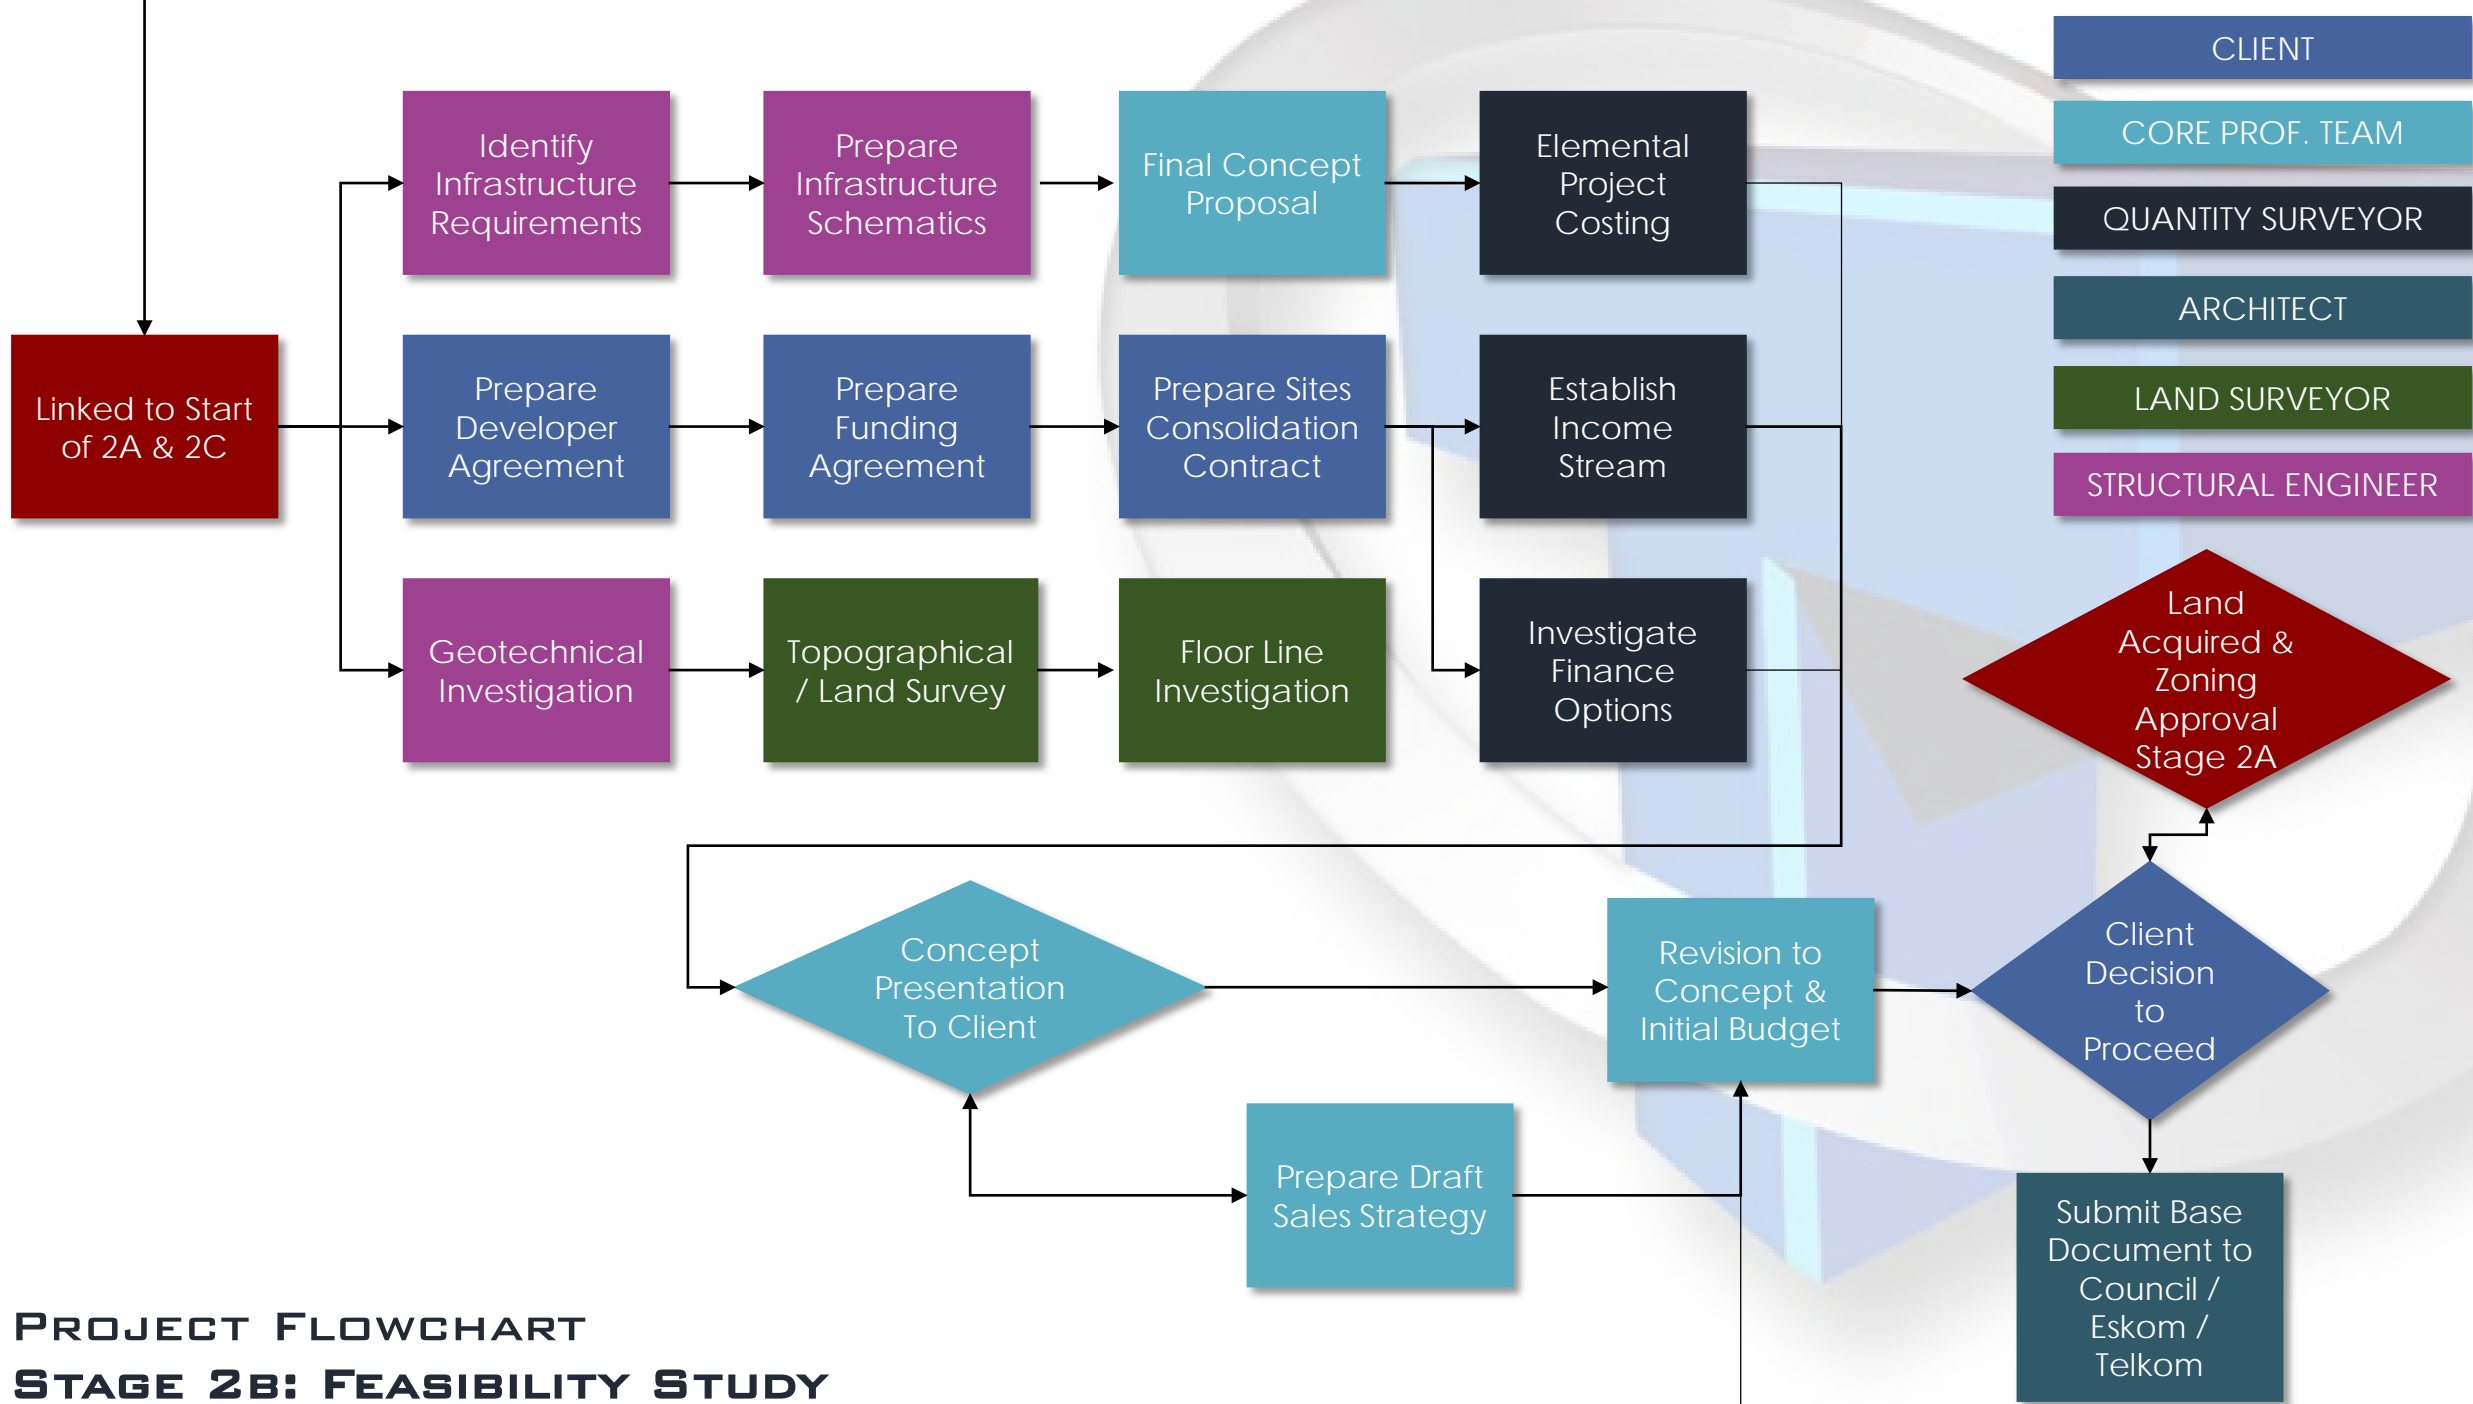 CLIENT
CORE PROF. TEAM
QUANTITY SURVEYOR
ARCHITECT
LAND SURVEYOR
STRUCTURAL ENGINEER
Identify
Infrastructure
Requirements
Prepare
Infrastructure
Schematics
Final Concept
Proposal
Elemental
Project
Costing
Linked to Start
of 2A & 2C
Prepare
Developer
Agreement
Prepare
Funding
Agreement
Prepare Sites
Consolidation
Contract
Establish
Income
Stream
Geotechnical
Investigation
Topographical
/ Land Survey
Floor Line
Investigation
Investigate
Finance
Options
Land
Acquired &
Zoning
Approval
Stage 2A
Concept
Presentation
To Client
Revision to
Concept &
Initial Budget
Client
Decision
to
Proceed
Prepare Draft
Sales Strategy
Submit Base
Document to
Council /
Eskom /
Telkom
Project Flowchart
Stage 2b: Feasibility Study